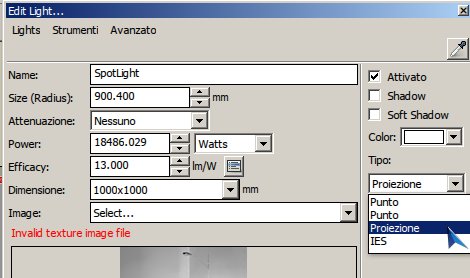 Edit Light...
Lights Strumenti Avanzato
Name: SpotLight
Size (Radius): 900.400 mm
Attenuazione: Nessuno
Power: 18486.029 Watts
Efficacy: 13.000 lm/W
Dimensione: 1000x1000 mm
Image: Select...
Invalid texture image file
Attivato
Shadow
Soft Shadow
Color:
Tipo:
Proiezione
Punto
Punto
Proiezione
IES